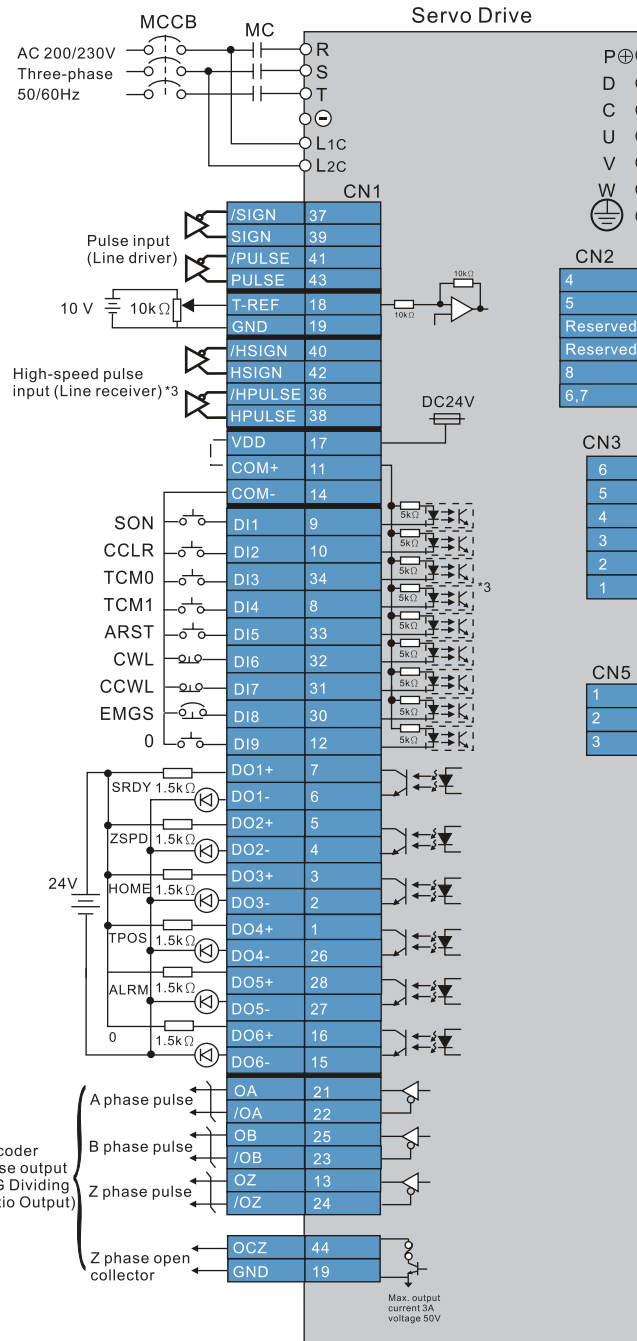 Servo Drive
MCCB
MC
AC 200/230V
Three-phase
50/60Hz
R
S
T
L1C
L2C
P
D
C
U
V
W
CN1
/SIGN 37
SIGN 39
/PULSE 41
PULSE 43
Pulse input
(Line driver)
T-REF 18
GND 19
10 V
10kΩ
10kΩ
10kΩ
/HSIGN 40
HSIGN 42
/HPULSE 36
HPULSE 38
High-speed pulse
input (Line receiver) *3
DC24V
VDD 17
COM+ 11
COM- 14
SON DI1 9 5kΩ
CCLR DI2 10 5kΩ
TCM0 DI3 34 5kΩ
TCM1 DI4 8 5kΩ
ARST DI5 33 5kΩ
CWL DI6 32 5kΩ
CCWL DI7 31 5kΩ
EMGS DI8 30 5kΩ
0 DI9 12 5kΩ
*3
24V
DO1+ 7
SRDY 1.5kΩ
DO1- 6
DO2+ 5
ZSPD 1.5kΩ
DO2- 4
DO3+ 3
HOME 1.5kΩ
DO3- 2
DO4+ 1
TPOS 1.5kΩ
DO4- 26
DO5+ 28
ALRM 1.5kΩ
DO5- 27
DO6+ 16
0 1.5kΩ
DO6- 15
OA 21
A phase pulse
/OA 22
OB 25
B phase pulse
/OB 23
OZ 13
Z phase pulse
/OZ 24
coder
se output
G Dividing
tio Output)
OCZ 44
GND 19
Z phase open
collector
Max. output
current 3A
voltage 50V
CN2
4
5
Reserved
Reserved
8
6,7
CN3
6
5
4
3
2
1
CN5
1
2
3